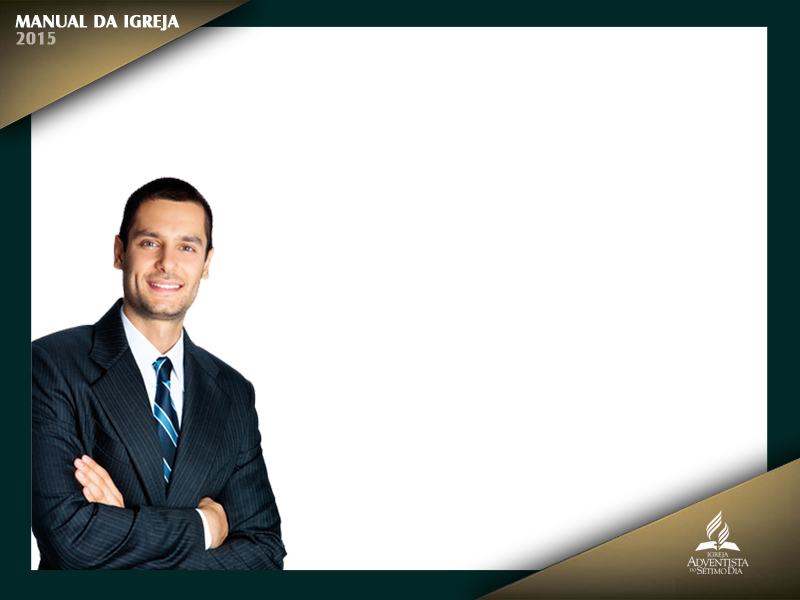 MANUAL DA IGREJA
2015
IGREJA
ADVENTISTA
DO SÉTIMO DIA